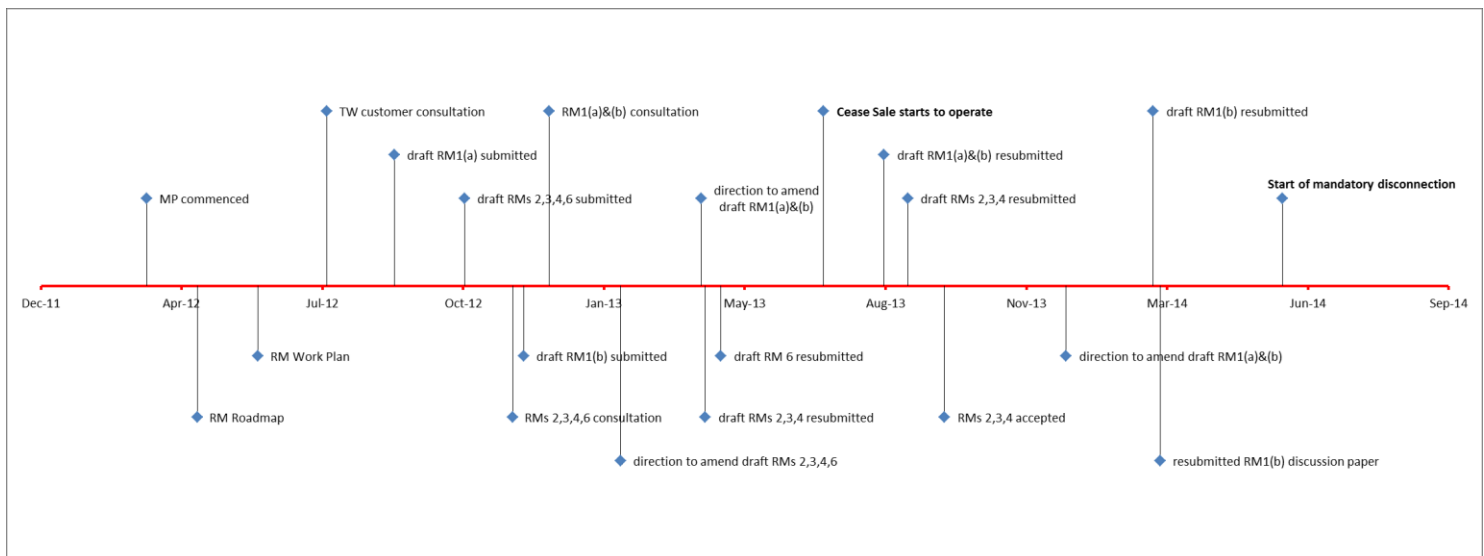 TW customer consultation
RM1(a)&(b) consultation
Cease Sale starts to operate
draft RM1(b) resubmitted
draft RM1(a) submitted
draft RM1(a)&(b) resubmitted
MP commenced
draft RMs 2,3,4,6 submitted
direction to amend
draft RM1(a)&(b)
draft RMs 2,3,4 resubmitted
Start of mandatory disconnection
Dec-11
Apr-12
Jul-12
Oct-12
Jan-13
May-13
Aug-13
Nov-13
Mar-14
Jun-14
Sep-14
RM Work Plan
draft RM1(b) submitted
draft RM 6 resubmitted
direction to amend draft RM1(a)&(b)
RM Roadmap
RMs 2,3,4,6 consultation
draft RMs 2,3,4 resubmitted
RMs 2,3,4 accepted
direction to amend draft RMs 2,3,4,6
resubmitted RM1(b) discussion paper